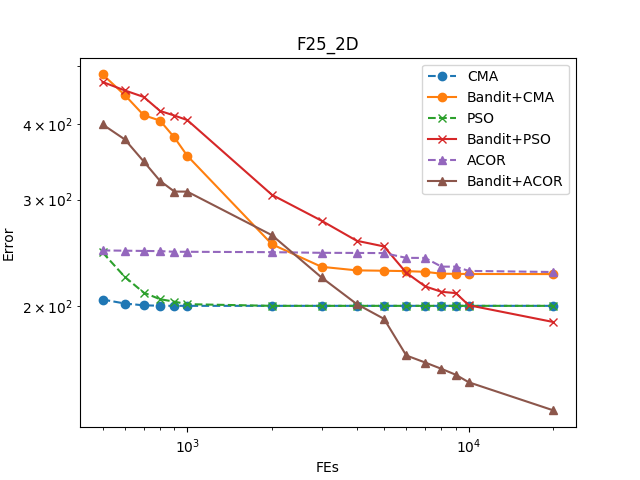 F25_2D
Error
4 × 10²
3 × 10²
2 × 10²
CMA
Bandit+CMA
PSO
Bandit+PSO
ACOR
Bandit+ACOR
10³
10⁴
FEs